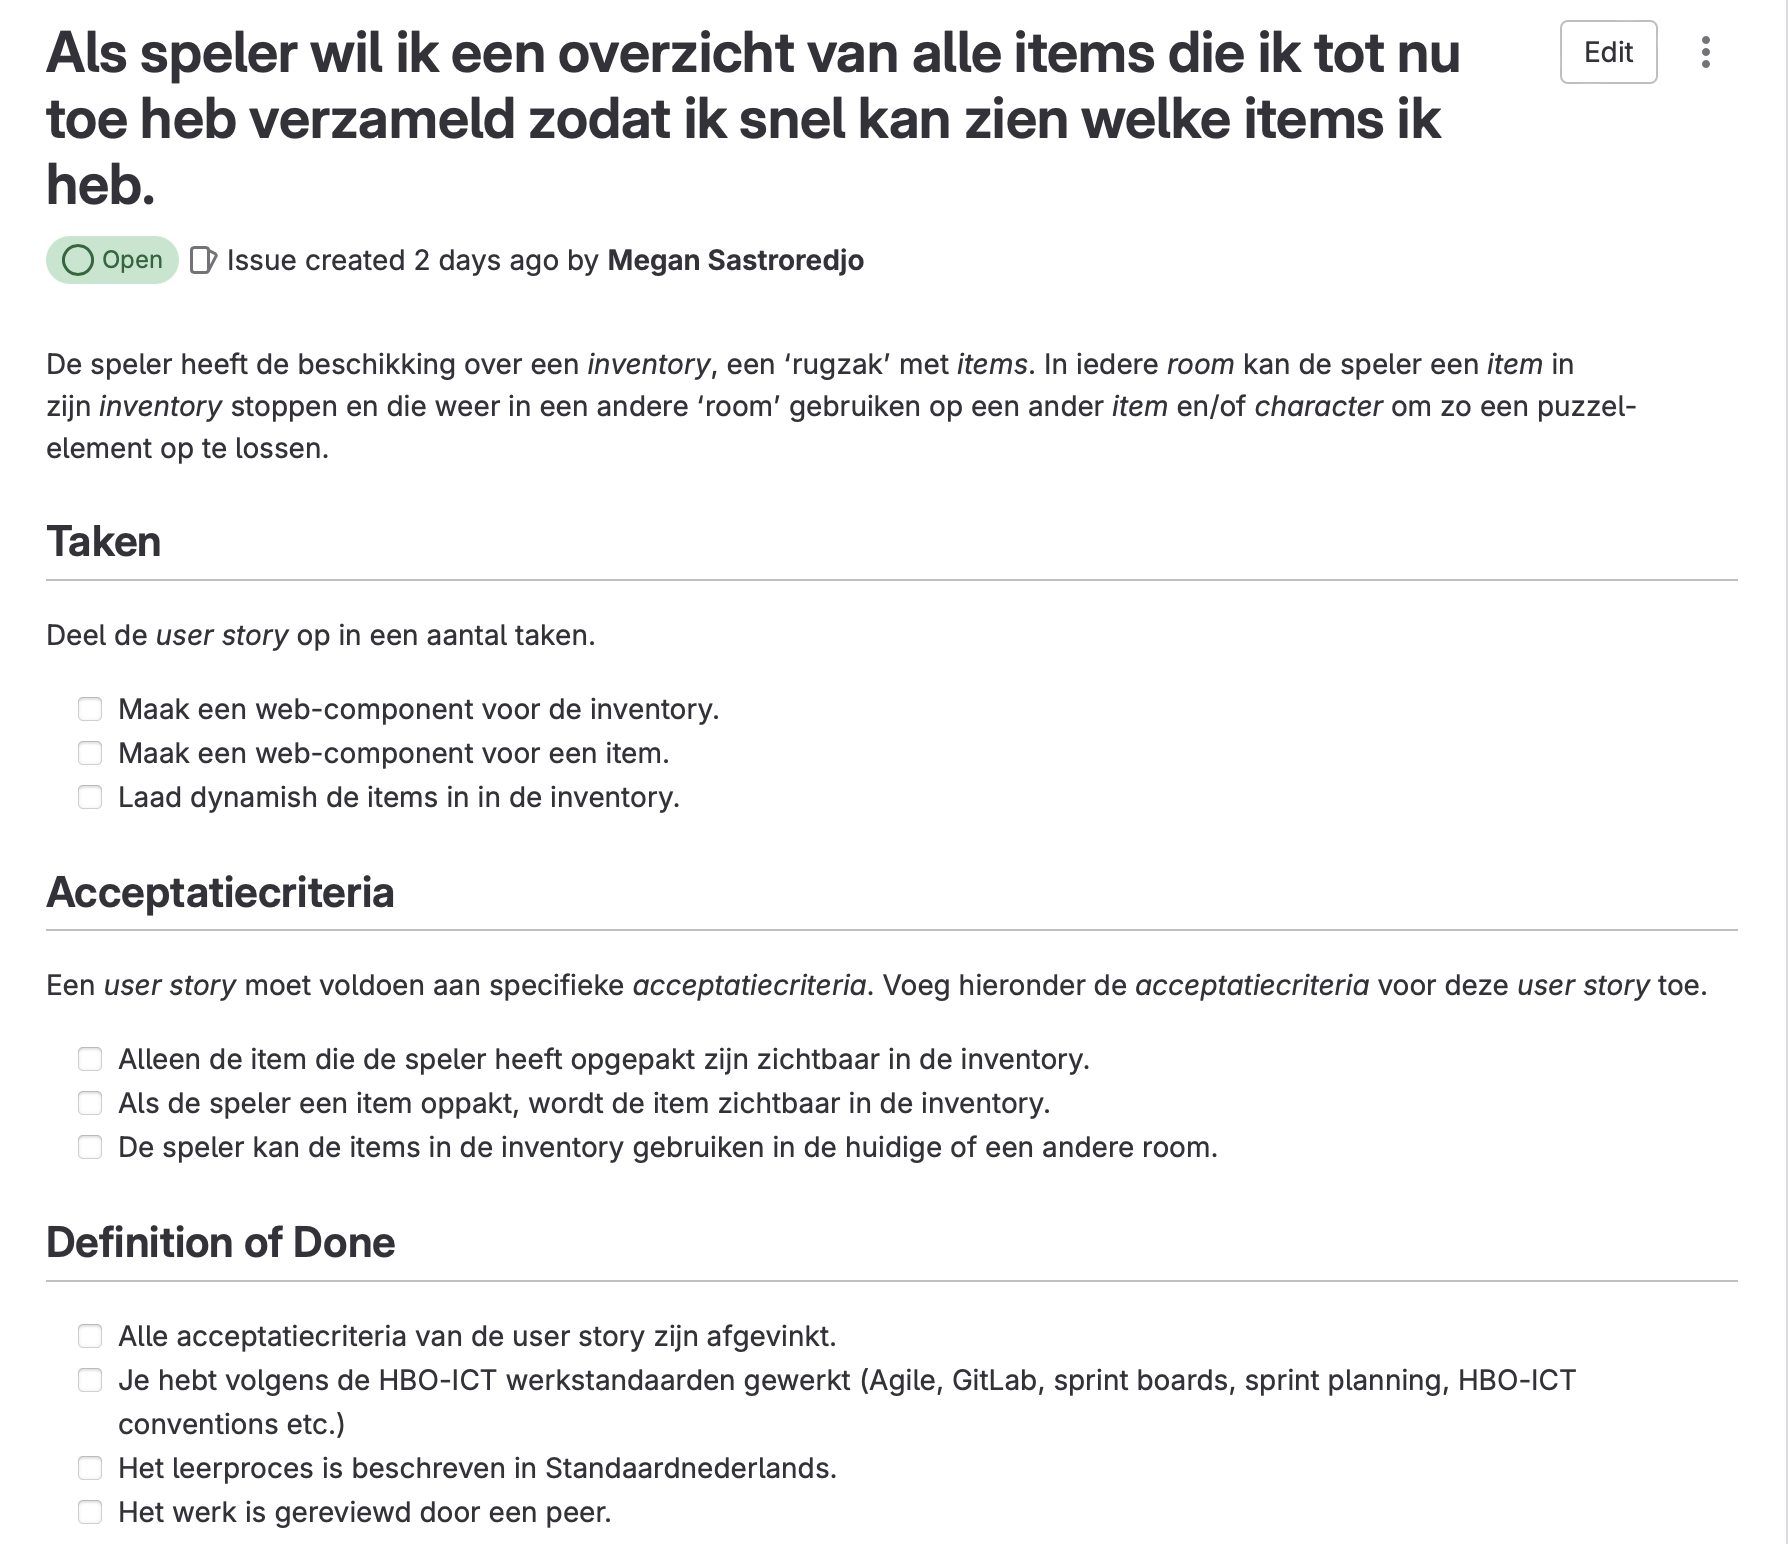 Als speler wil ik een overzicht van alle items die ik tot nu
toe heb verzameld zodat ik snel kan zien welke items ik
heb.
Edit
Open Issue created 2 days ago by Megan Sastroredjo
De speler heeft de beschikking over een inventory, een ‘rugzak’ met items. In iedere room kan de speler een item in
zijn inventory stoppen en die weer in een andere ‘room’ gebruiken op een ander item en/of character om zo een puzzel-
element op te lossen.
Taken
Deel de user story op in een aantal taken.
Maak een web-component voor de inventory.
Maak een web-component voor een item.
Laad dynamish de items in in de inventory.
Acceptatiecriteria
Een user story moet voldoen aan specifieke acceptatiecriteria. Voeg hieronder de acceptatiecriteria voor deze user story toe.
Alleen de item die de speler heeft opgepakt zijn zichtbaar in de inventory.
Als de speler een item oppakt, wordt de item zichtbaar in de inventory.
De speler kan de items in de inventory gebruiken in de huidige of een andere room.
Definition of Done
Alle acceptatiecriteria van de user story zijn afgevinkt.
Je hebt volgens de HBO-ICT werkstandaarden gewerkt (Agile, GitLab, sprint boards, sprint planning, HBO-ICT
conventions etc.)
Het leerproces is beschreven in Standaardnederlands.
Het werk is gereviewd door een peer.